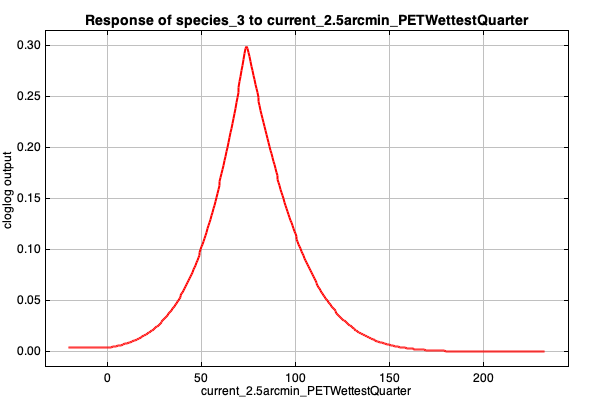 Response of species_3 to current_2.5arcmin_PETWettestQuarter
0.30
0.25
0.20
0.15
0.10
0.05
0.00
cloglog output
0 50 100 150 200
current_2.5arcmin_PETWettestQuarter